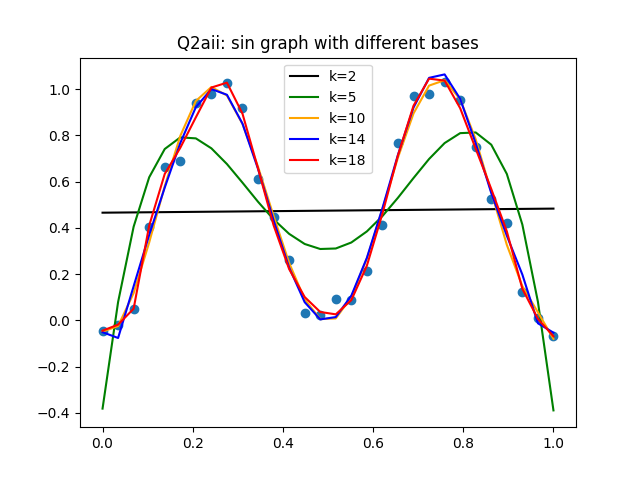 Q2aii: sin graph with different bases
k=2
k=5
k=10
k=14
k=18
1.0
0.8
0.6
0.4
0.2
0.0
−0.2
−0.4
0.0 0.2 0.4 0.6 0.8 1.0